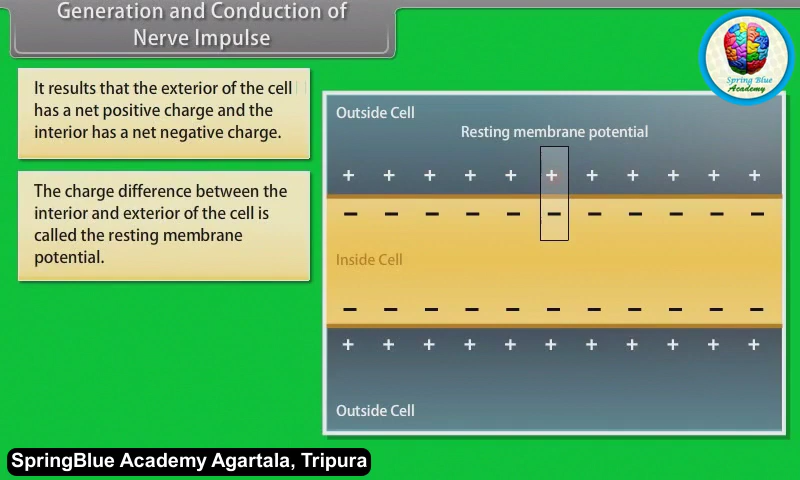 Generation and Conduction of
Nerve Impulse
Spring Blue
Academy
It results that the exterior of the cell
has a net positive charge and the
interior has a net negative charge.
The charge difference between the
interior and exterior of the cell is
called the resting membrane
potential.
Outside Cell
Resting membrane potential
+ + + + + + + + + + +
− − − − − − − − − − −
Inside Cell
− − − − − − − − − − −
+ + + + + + + + + + +
Outside Cell
SpringBlue Academy Agartala, Tripura